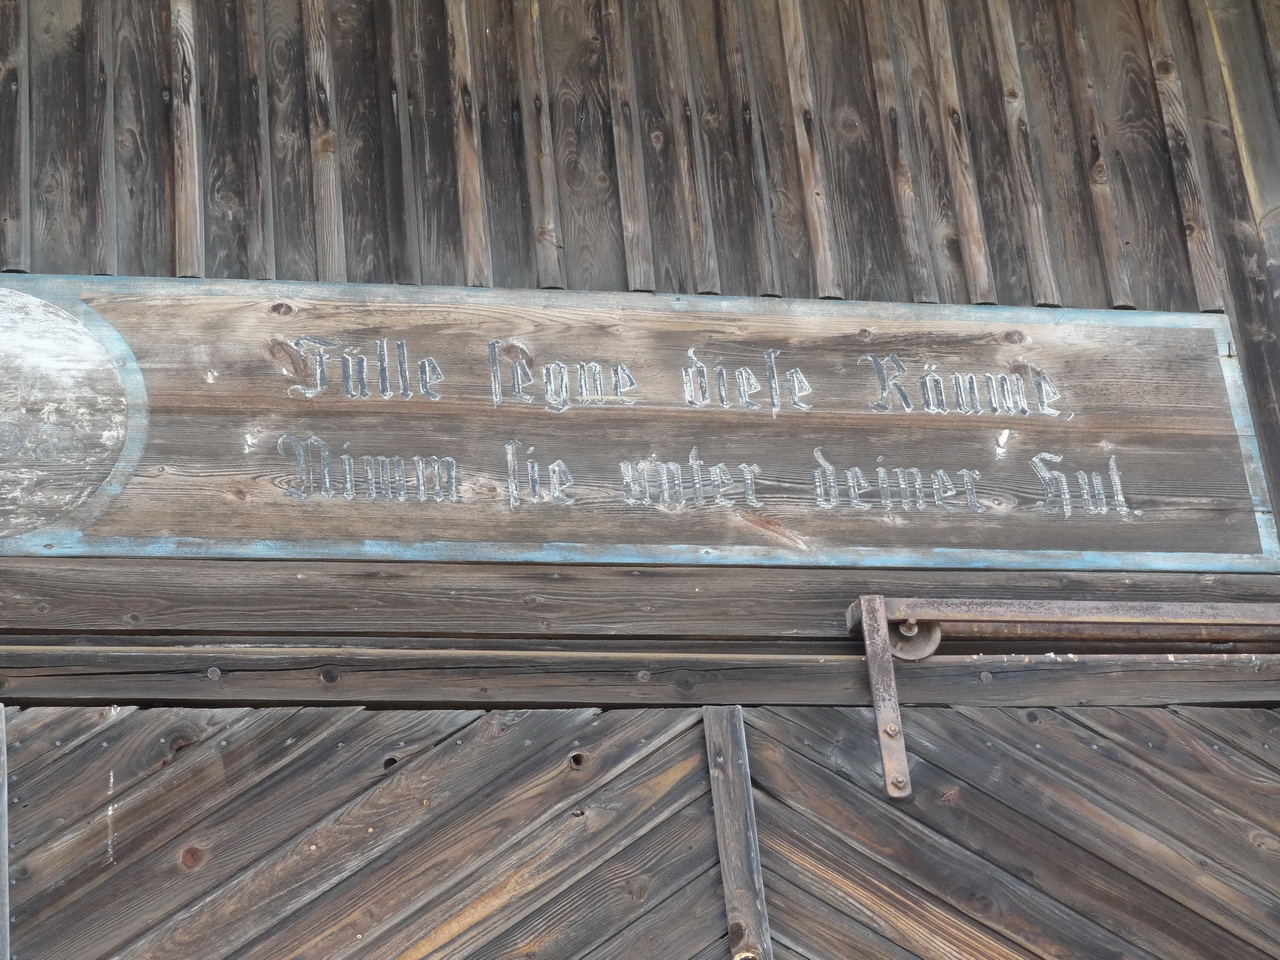 Fülle segne diese Räume,
Nimm sie unter deiner Hut.